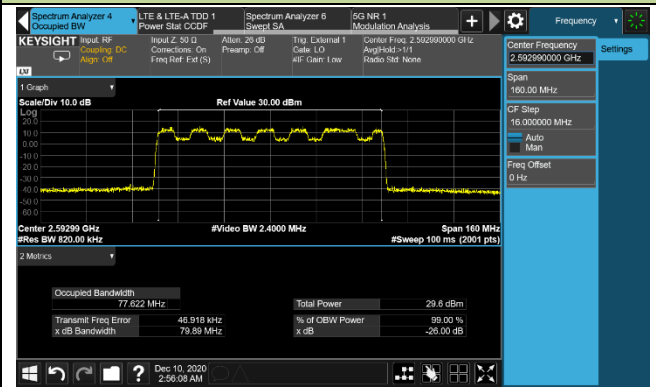 Spectrum Analyzer 4
Occupied BW
LTE & LTE-A TDD 1
Power Stat CCDF
Spectrum Analyzer 6
Swept SA
5G NR 1
Modulation Analysis
Frequency
KEYSIGHT
Input: RF
Coupling: DC
Align: Off
Input Z: 50 Ω
Corrections: On
Freq Ref: Ext (S)
Atten: 26 dB
Preamp: Off
Trig: External 1
Gate: LO
#IF Gain: Low
Center Freq: 2.592990000 GHz
Avg|Hold:>1/1
Radio Std: None
LXI
Center Frequency
2.592990000 GHz
Settings
Span
160.00 MHz
CF Step
16.000000 MHz
Auto
Man
Freq Offset
0 Hz
1 Graph
Scale/Div 10.0 dB
Ref Value 30.00 dBm
Log
20.0
10.0
0.00
-10.0
-20.0
-30.0
-40.0
-50.0
-60.0
Center 2.59299 GHz
#Video BW 2.4000 MHz
Span 160 MHz
#Res BW 820.00 kHz
#Sweep 100 ms (2001 pts)
2 Metrics
Occupied Bandwidth
77.622 MHz
Total Power
29.6 dBm
Transmit Freq Error
46.918 kHz
% of OBW Power
99.00 %
x dB Bandwidth
79.89 MHz
x dB
-26.00 dB
Dec 10, 2020
2:56:08 AM